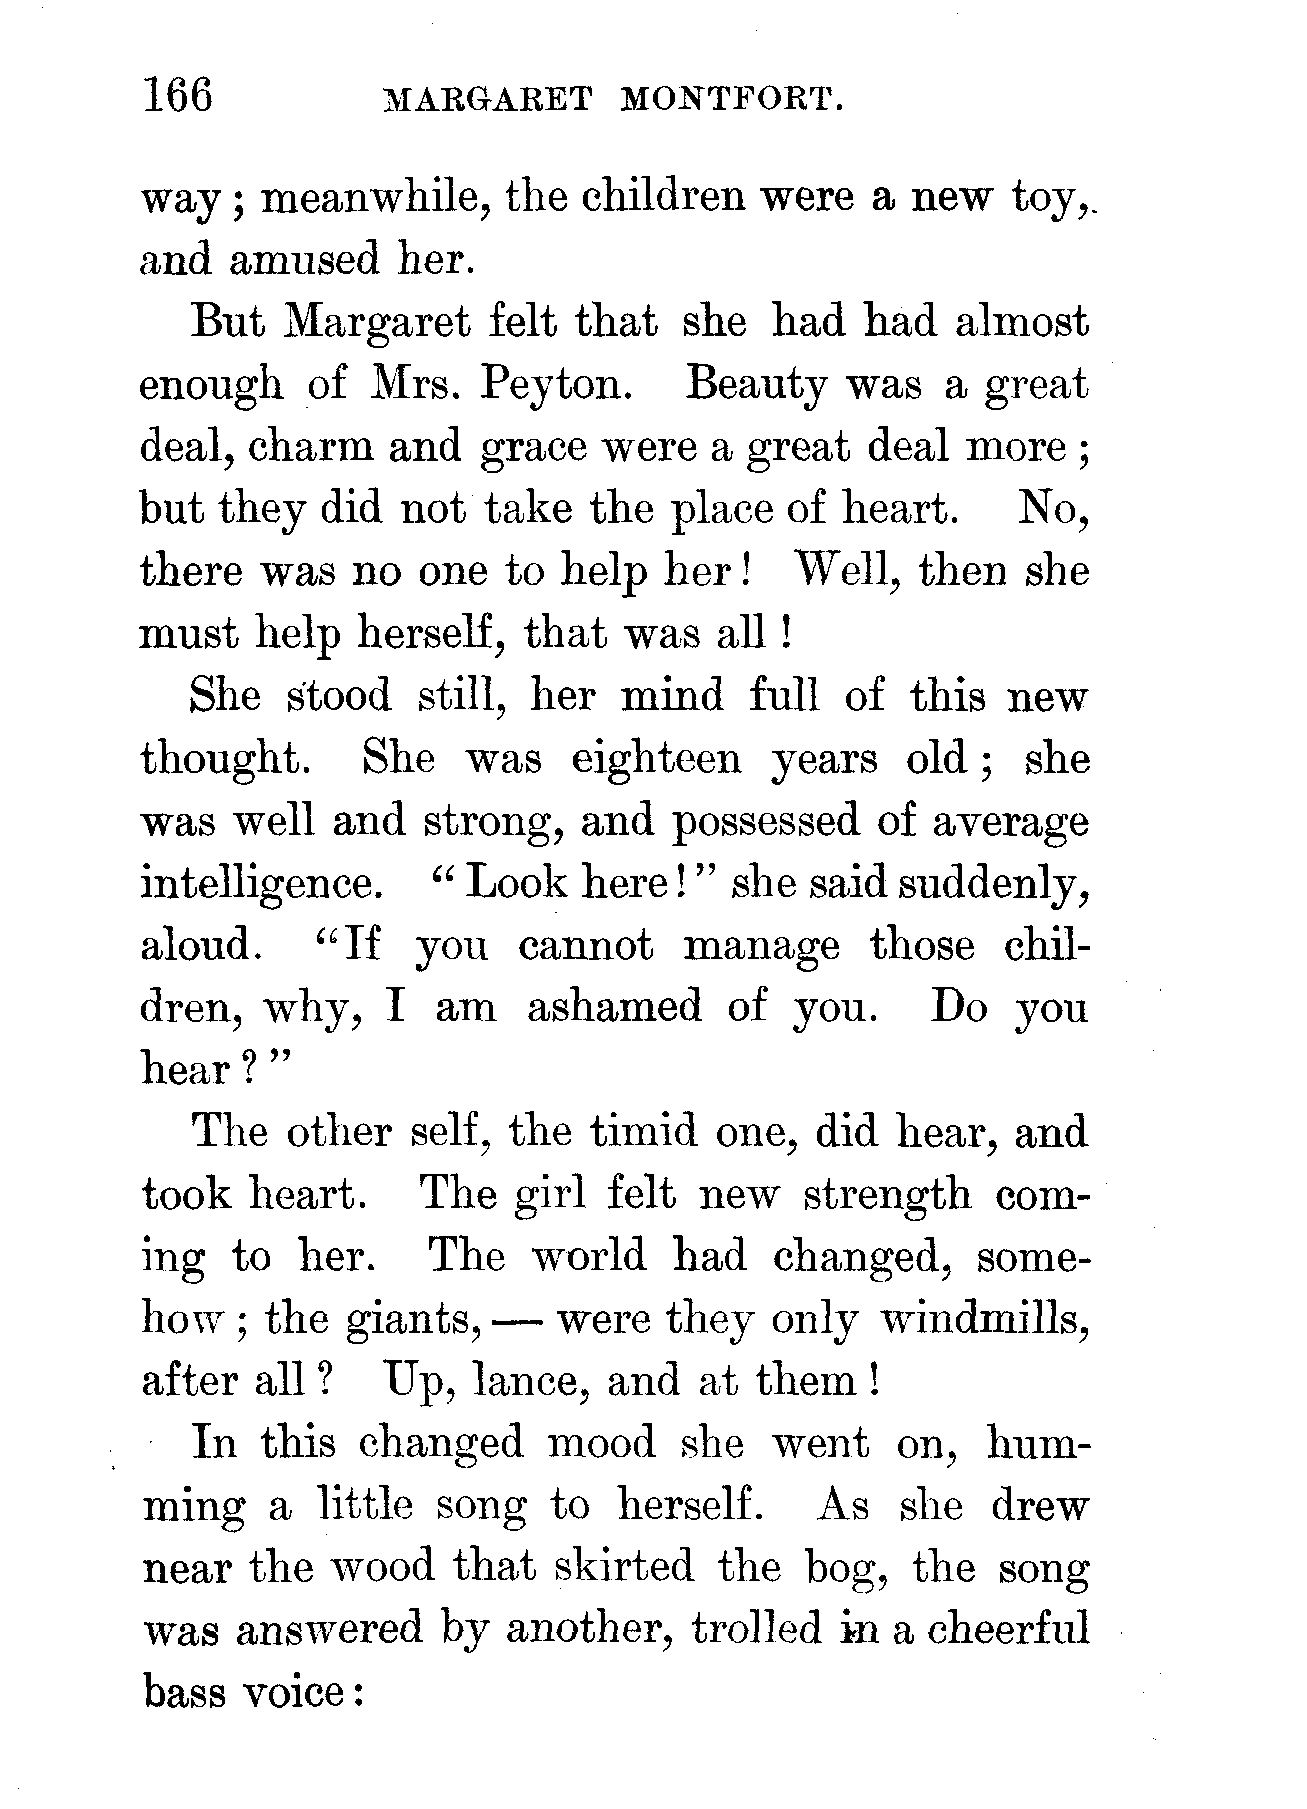 166 MARGARET MONTFORT.
way; meanwhile, the children were a new toy,
and amused her.
But Margaret felt that she had had almost
enough of Mrs. Peyton. Beauty was a great
deal, charm and grace were a great deal more;
but they did not take the place of heart. No,
there was no one to help her! Well, then she
must help herself, that was all!
She stood still, her mind full of this new
thought. She was eighteen years old; she
was well and strong, and possessed of average
intelligence. "Look here!" she said suddenly,
aloud. "If you cannot manage those chil-
dren, why, I am ashamed of you. Do you
hear?"
The other self, the timid one, did hear, and
took heart. The girl felt new strength com-
ing to her. The world had changed, some-
how; the giants,—were they only windmills,
after all? Up, lance, and at them!
In this changed mood she went on, hum-
ming a little song to herself. As she drew
near the wood that skirted the bog, the song
was answered by another, trolled in a cheerful
bass voice: